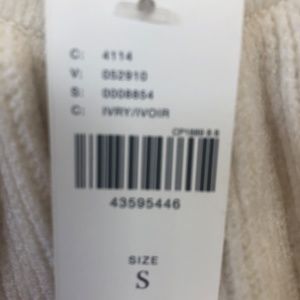 C: 4114
V: 052910
S: 0008854
C: IVRY/IVOIR
43595446
SIZE
S